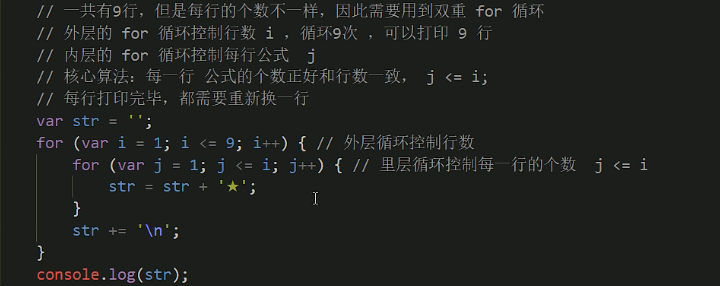 // 一共有9行，但是每行的个数不一样，因此需要用到双重 for 循环
// 外层的 for 循环控制行数 i ，循环9次 ，可以打印 9 行
// 内层的 for 循环控制每行公式  j
// 核心算法：每一行 公式的个数正好和行数一致， j <= i;
// 每行打印完毕，都需要重新换一行
var str = '';
for (var i = 1; i <= 9; i++) { // 外层循环控制行数
    for (var j = 1; j <= i; j++) { // 里层循环控制每一行的个数  j <= i
        str = str + '★';
    }
    str += '\n';
}
console.log(str);